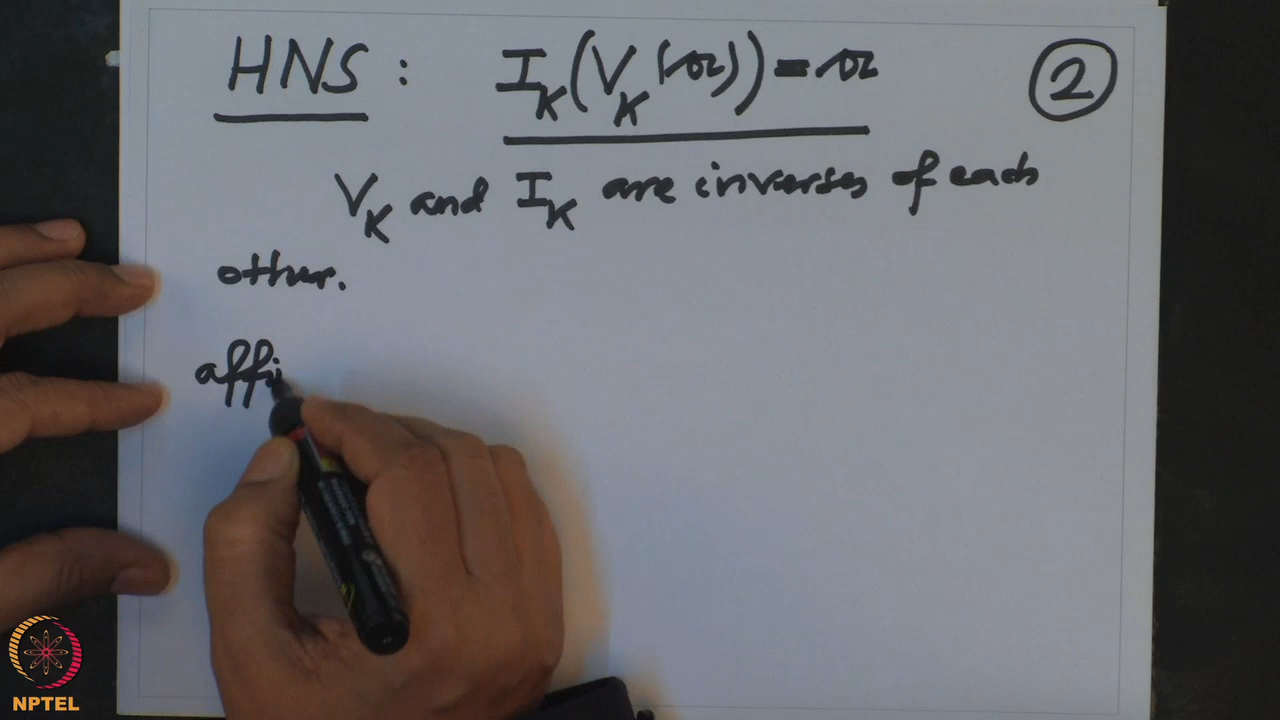 HNS : I_K(V_K(𝔞)) = 𝔞
②
V_K and I_K are inverses of each
other.
affi
NPTEL